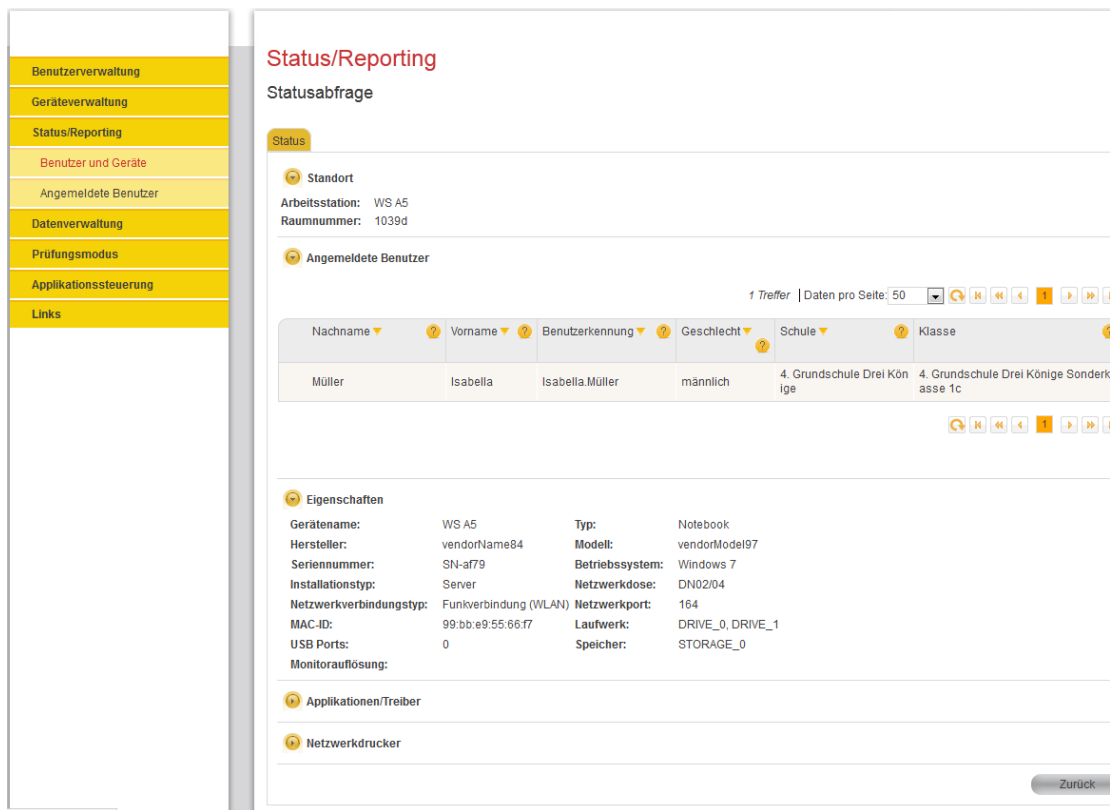 Benutzerverwaltung
Geräteverwaltung
Status/Reporting
Benutzer und Geräte
Angemeldete Benutzer
Datenverwaltung
Prüfungsmodus
Applikationssteuerung
Links
Status/Reporting
Statusabfrage
Status
Standort
Arbeitsstation: WS A5
Raumnummer: 1039d
Angemeldete Benutzer
1 Treffer | Daten pro Seite: 50 1
Nachname ? Vorname ? Benutzerkennung ? Geschlecht ? Schule ? Klasse ?
Müller Isabella Isabella.Müller männlich 4. Grundschule Drei Kön 4. Grundschule Drei Könige Sonderk
ige asse 1c
1
Eigenschaften
Gerätename: WS A5 Typ: Notebook
Hersteller: vendorName84 Modell: vendorModel97
Seriennummer: SN-af79 Betriebssystem: Windows 7
Installationstyp: Server Netzwerkdose: DN02/04
Netzwerkverbindungstyp: Funkverbindung (WLAN) Netzwerkport: 164
MAC-ID: 99:bb:e9:55:66:f7 Laufwerk: DRIVE_0, DRIVE_1
USB Ports: 0 Speicher: STORAGE_0
Monitorauflösung:
Applikationen/Treiber
Netzwerkdrucker
Zurück